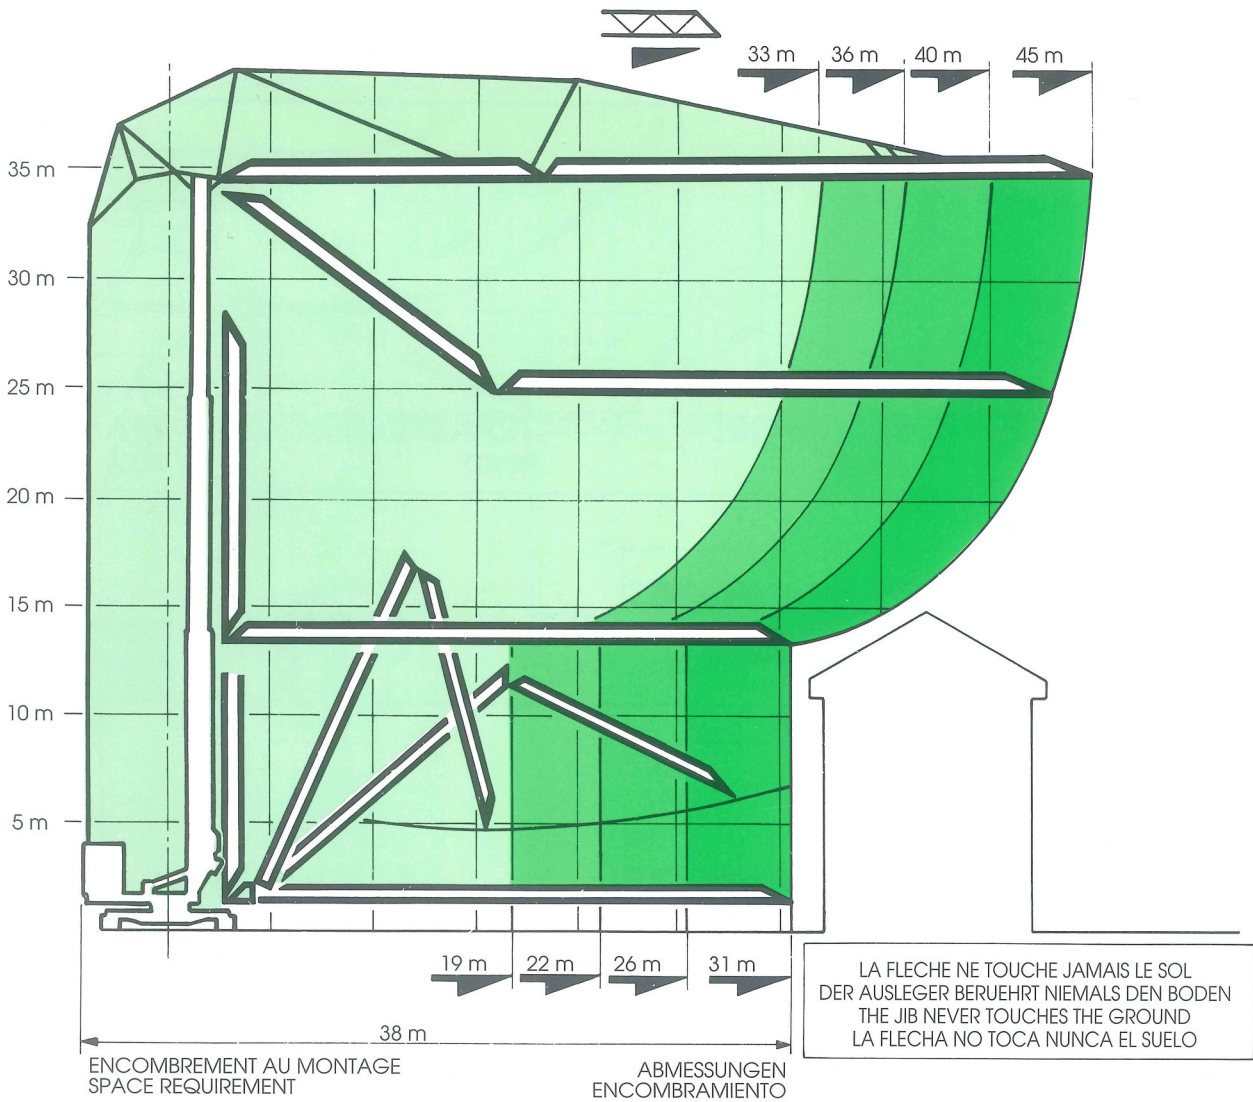 33 m
36 m
40 m
45 m
35 m
30 m
25 m
20 m
15 m
10 m
5 m
19 m
22 m
26 m
31 m
38 m
ENCOMBREMENT AU MONTAGE
SPACE REQUIREMENT
ABMESSUNGEN
ENCOMBRAMIENTO
LA FLECHE NE TOUCHE JAMAIS LE SOL
DER AUSLEGER BERUEHRT NIEMALS DEN BODEN
THE JIB NEVER TOUCHES THE GROUND
LA FLECHA NO TOCA NUNCA EL SUELO